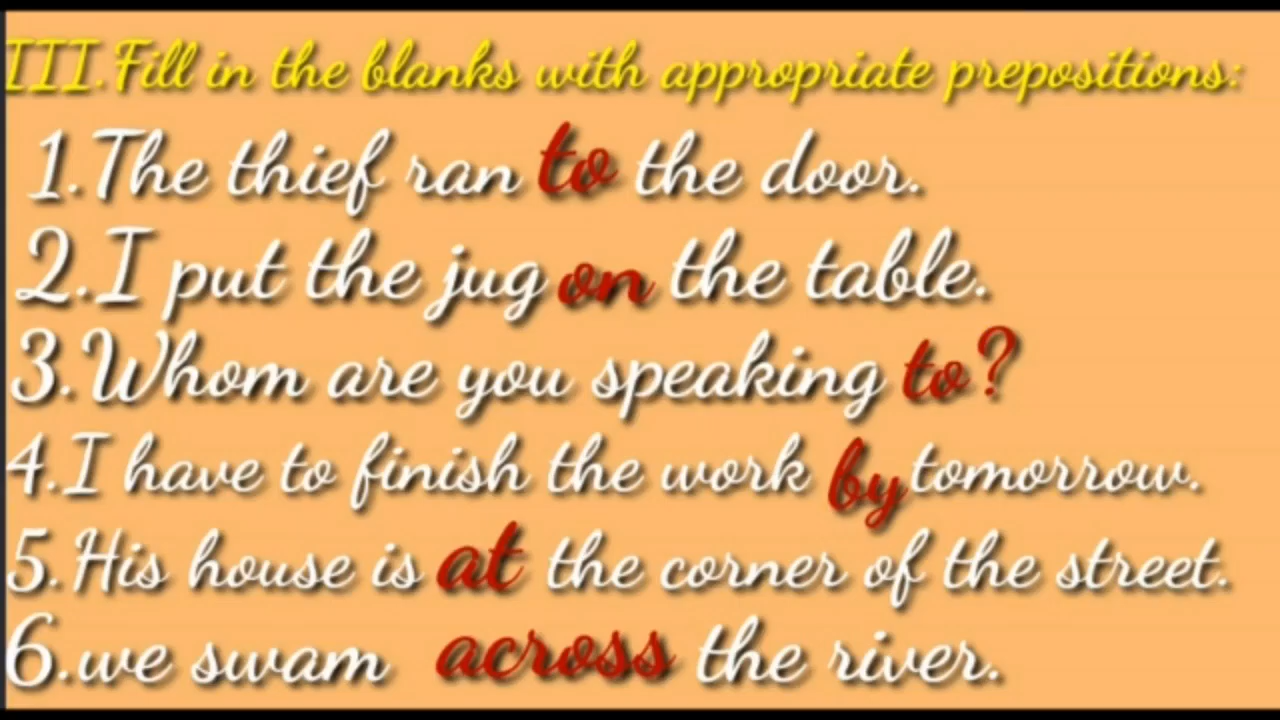 III.Fill in the blanks with appropriate prepositions:
1.The thief ran to the door.
2.I put the jug on the table.
3.Whom are you speaking to?
4.I have to finish the work by tomorrow.
5.His house is at the corner of the street.
6.we swam across the river.